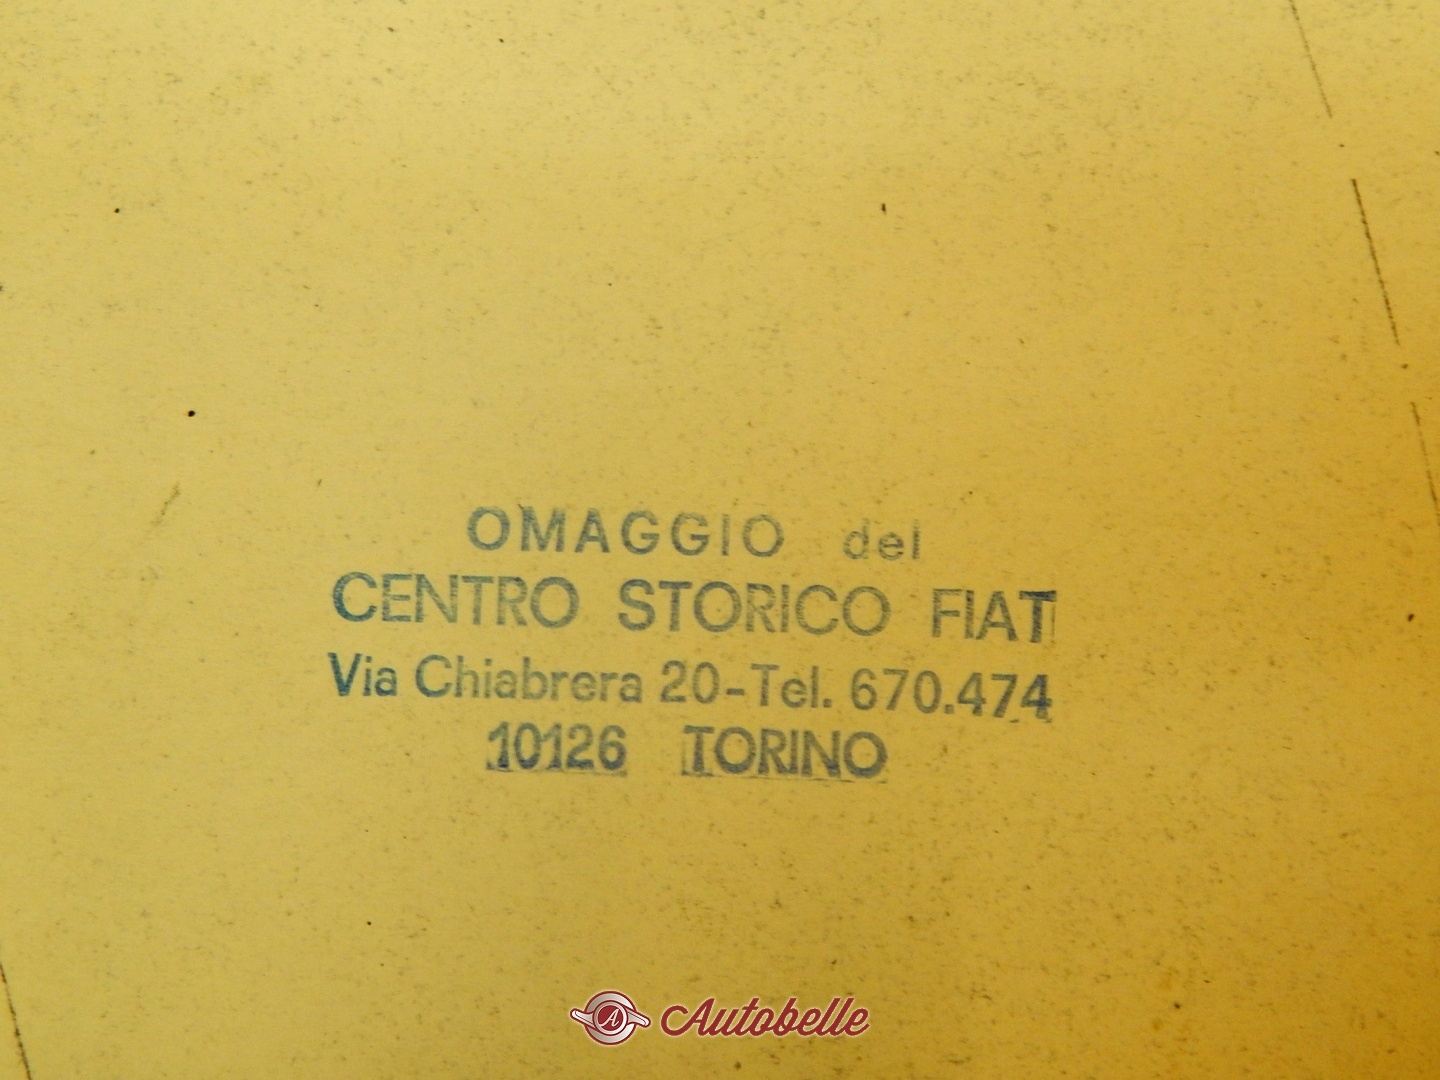 OMAGGIO del
CENTRO STORICO FIAT
Via Chiabrera 20-Tel. 670.474
10126 TORINO
A Autobelle